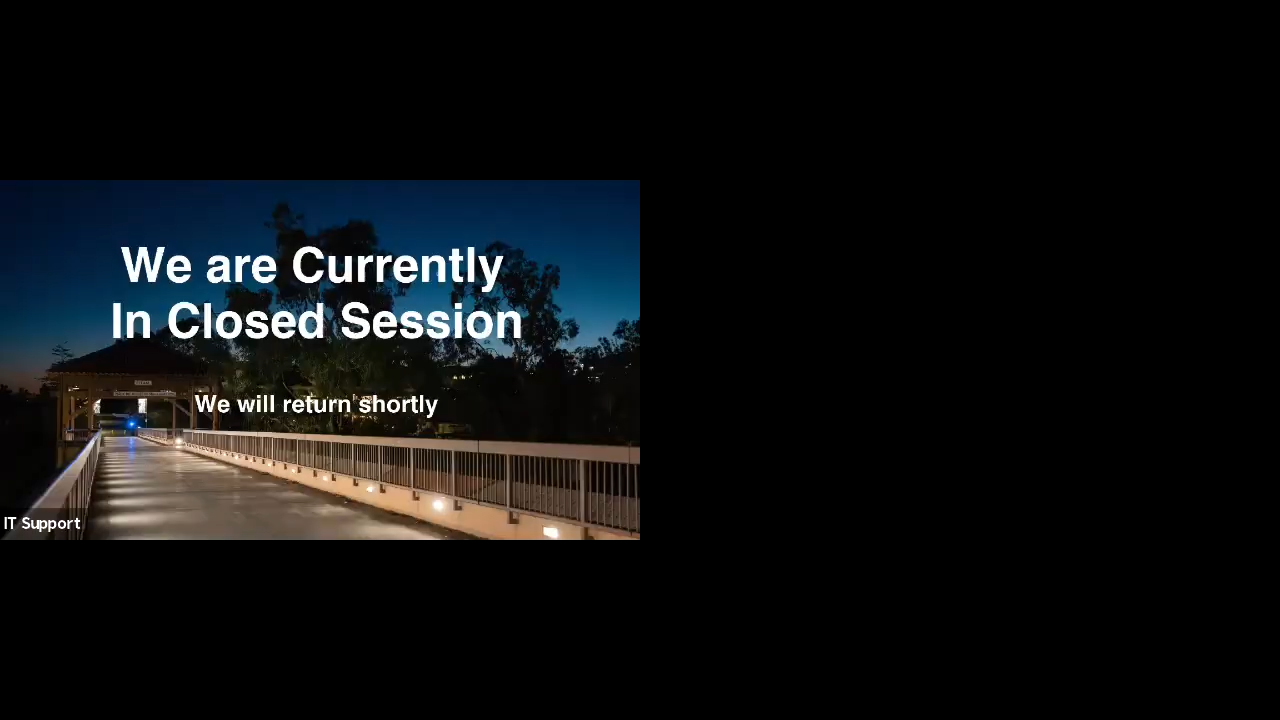 We are Currently
In Closed Session
We will return shortly
IT Support